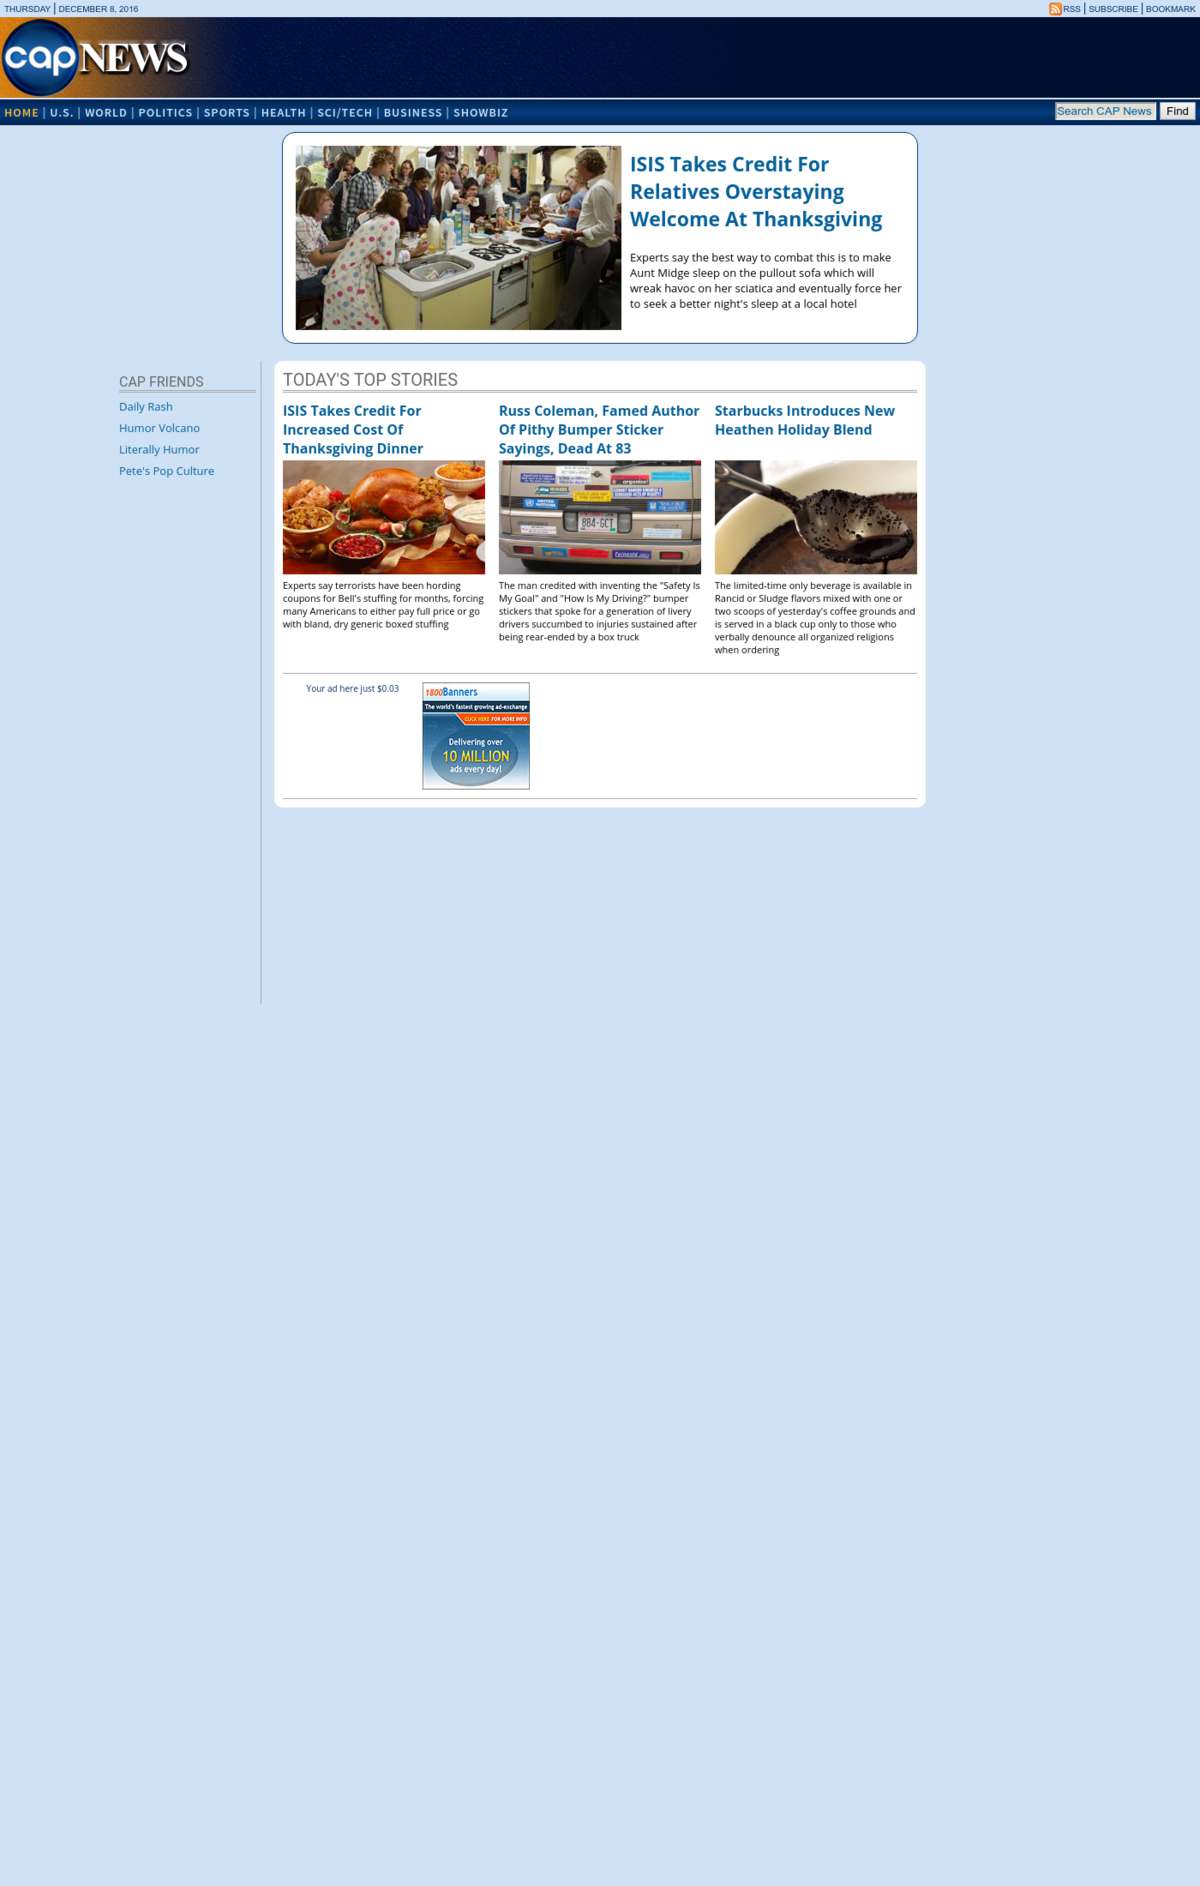 THURSDAY | DECEMBER 8, 2016
RSS | SUBSCRIBE | BOOKMARK
cap NEWS
HOME | U.S. | WORLD | POLITICS | SPORTS | HEALTH | SCI/TECH | BUSINESS | SHOWBIZ
Search CAP News Find
ISIS Takes Credit For
Relatives Overstaying
Welcome At Thanksgiving
Experts say the best way to combat this is to make
Aunt Midge sleep on the pullout sofa which will
wreak havoc on her sciatica and eventually force her
to seek a better night's sleep at a local hotel
CAP FRIENDS
Daily Rash
Humor Volcano
Literally Humor
Pete's Pop Culture
TODAY'S TOP STORIES
ISIS Takes Credit For
Increased Cost Of
Thanksgiving Dinner
Experts say terrorists have been hording
coupons for Bell's stuffing for months, forcing
many Americans to either pay full price or go
with bland, dry generic boxed stuffing
Russ Coleman, Famed Author
Of Pithy Bumper Sticker
Sayings, Dead At 83
884-GCT
The man credited with inventing the "Safety Is
My Goal" and "How Is My Driving?" bumper
stickers that spoke for a generation of livery
drivers succumbed to injuries sustained after
being rear-ended by a box truck
Starbucks Introduces New
Heathen Holiday Blend
The limited-time only beverage is available in
Rancid or Sludge flavors mixed with one or
two scoops of yesterday's coffee grounds and
is served in a black cup only to those who
verbally denounce all organized religions
when ordering
Your ad here just $0.03
1800Banners
The world's fastest growing ad-exchange
CLICK HERE FOR MORE INFO
Delivering over
10 MILLION
ads every day!